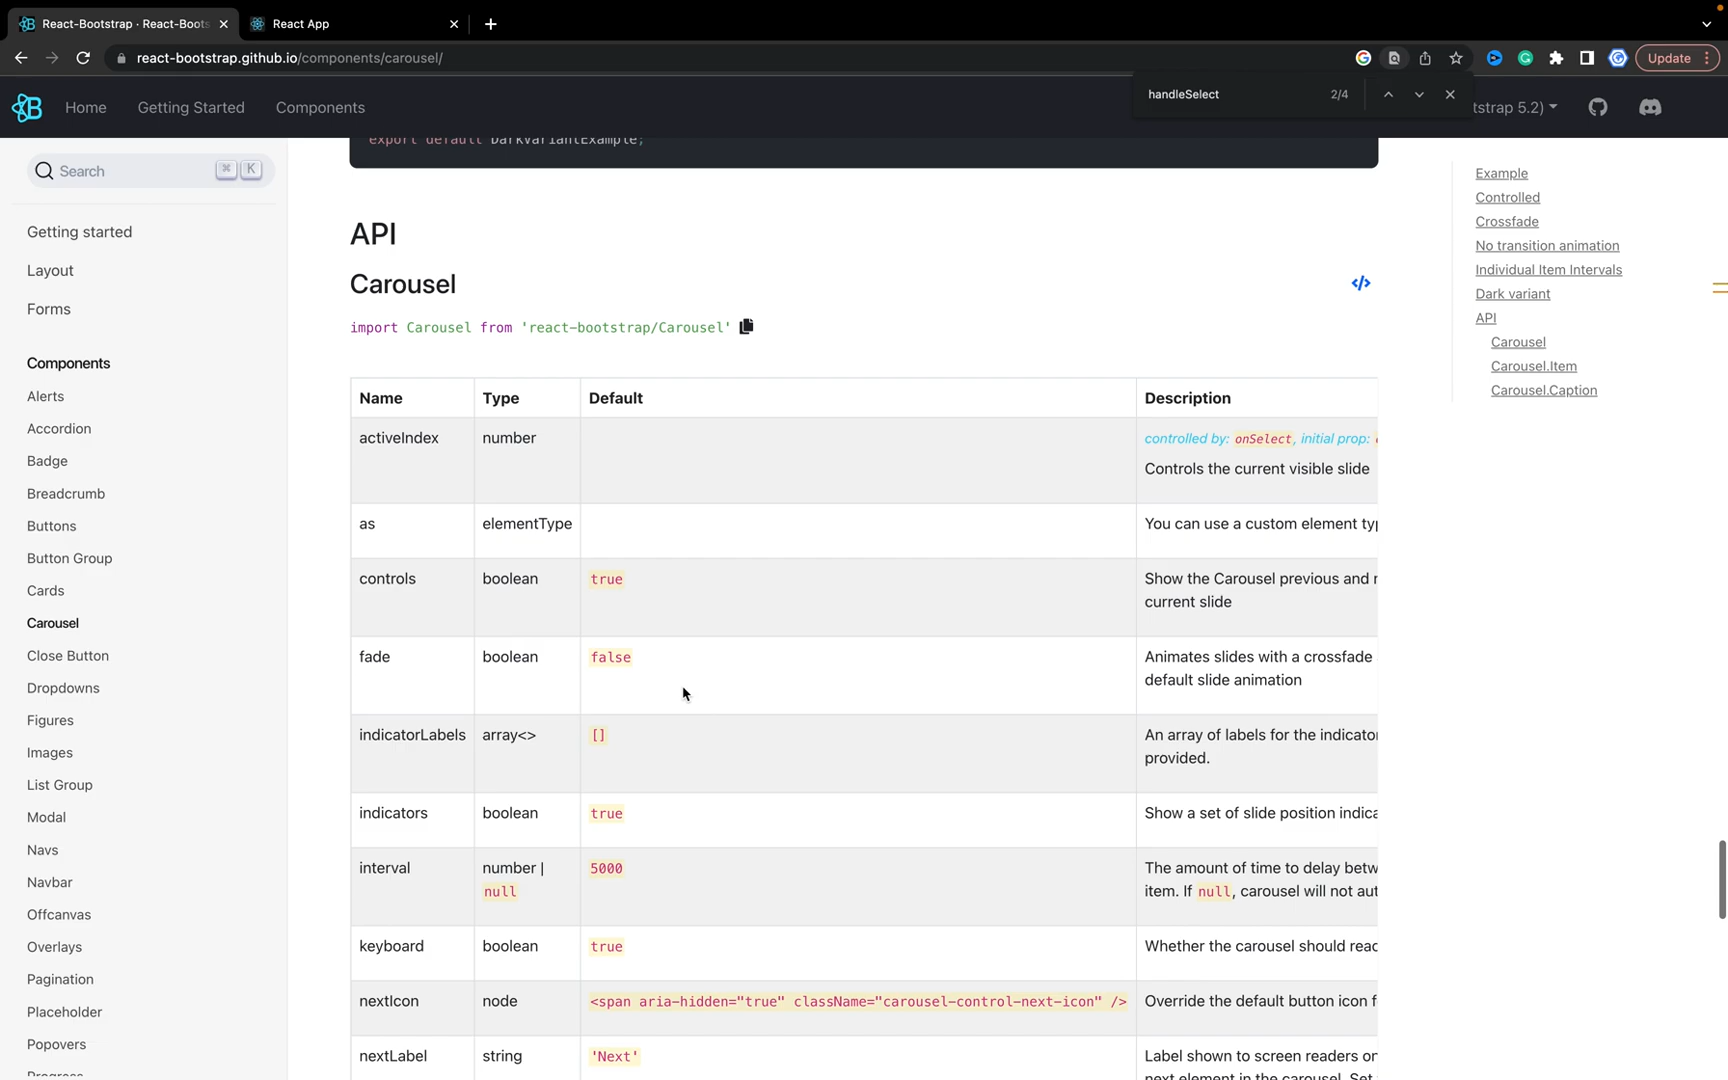 React-Bootstrap · React-Boots
React App
react-bootstrap.github.io/components/carousel/
Update
handleSelect 2/4
Home
Getting Started
Components
tstrap 5.2)
export default DarkVariantExample;
Search
⌘ K
Getting started
Layout
Forms
Components
Alerts
Accordion
Badge
Breadcrumb
Buttons
Button Group
Cards
Carousel
Close Button
Dropdowns
Figures
Images
List Group
Modal
Navs
Navbar
Offcanvas
Overlays
Pagination
Placeholder
Popovers
Progress
API
Carousel
</>
import Carousel from 'react-bootstrap/Carousel'
Name Type Default Description
activeIndex number controlled by: onSelect, initial prop:
Controls the current visible slide
as elementType You can use a custom element typ
controls boolean true Show the Carousel previous and
current slide
fade boolean false Animates slides with a crossfade
default slide animation
indicatorLabels array<> [] An array of labels for the indicator
provided.
indicators boolean true Show a set of slide position indica
interval number | 5000 The amount of time to delay betw
null item. If null, carousel will not aut
keyboard boolean true Whether the carousel should reac
nextIcon node <span aria-hidden="true" className="carousel-control-next-icon" /> Override the default button icon f
nextLabel string 'Next' Label shown to screen readers on
next element in the carousel. Set
Example
Controlled
Crossfade
No transition animation
Individual Item Intervals
Dark variant
API
Carousel
Carousel.Item
Carousel.Caption